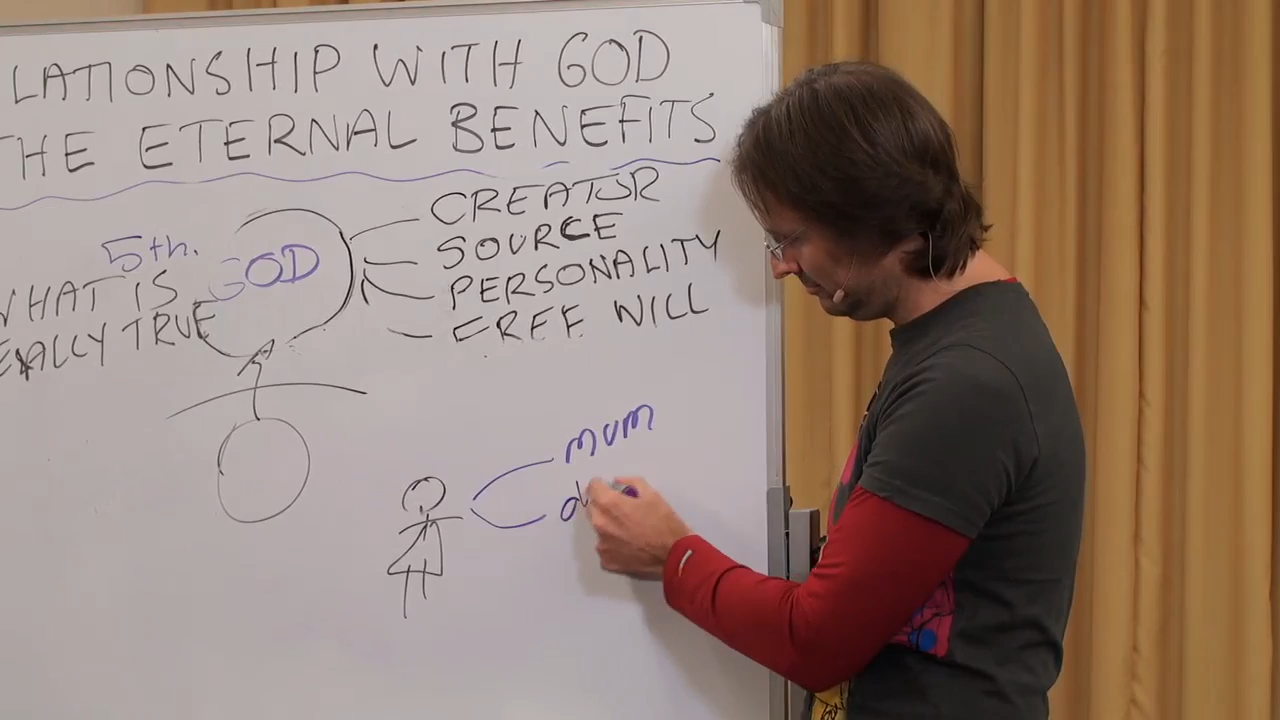 LATIONSHIP WITH GOD
THE ETERNAL BENEFITS
5th.
WHAT IS
EALLY TRUE
GOD
CREATOR
SOURCE
PERSONALITY
FREE WILL
mum
d